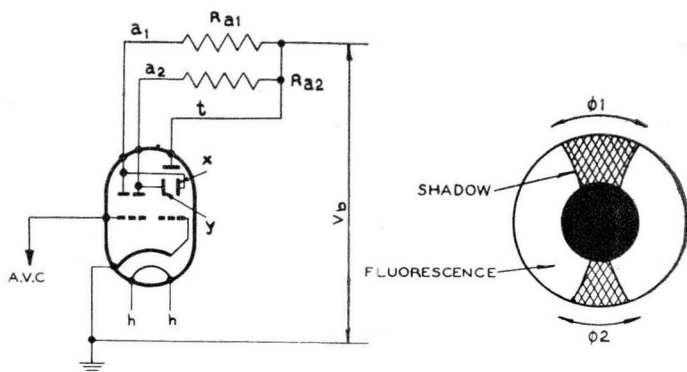 a1
Ra1
a2
Ra2
t
x
y
Vb
A.V.C
h
h
ϕ1
SHADOW
FLUORESCENCE
ϕ2